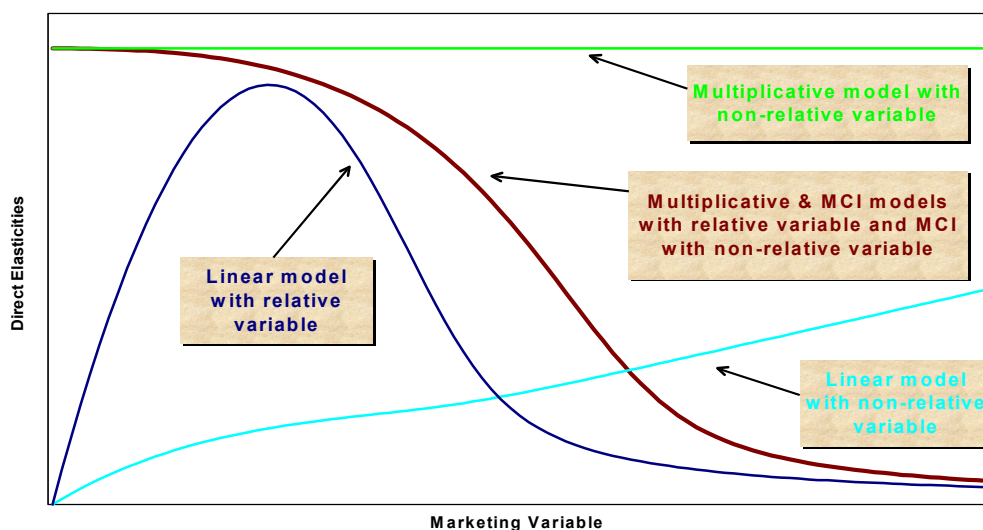 Multiplicative model with
non-relative variable
Multiplicative & MCI models
with relative variable and MCI
with non-relative variable
Linear model
with relative
variable
Linear model
with non-relative
variable
Direct Elasticities
Marketing Variable